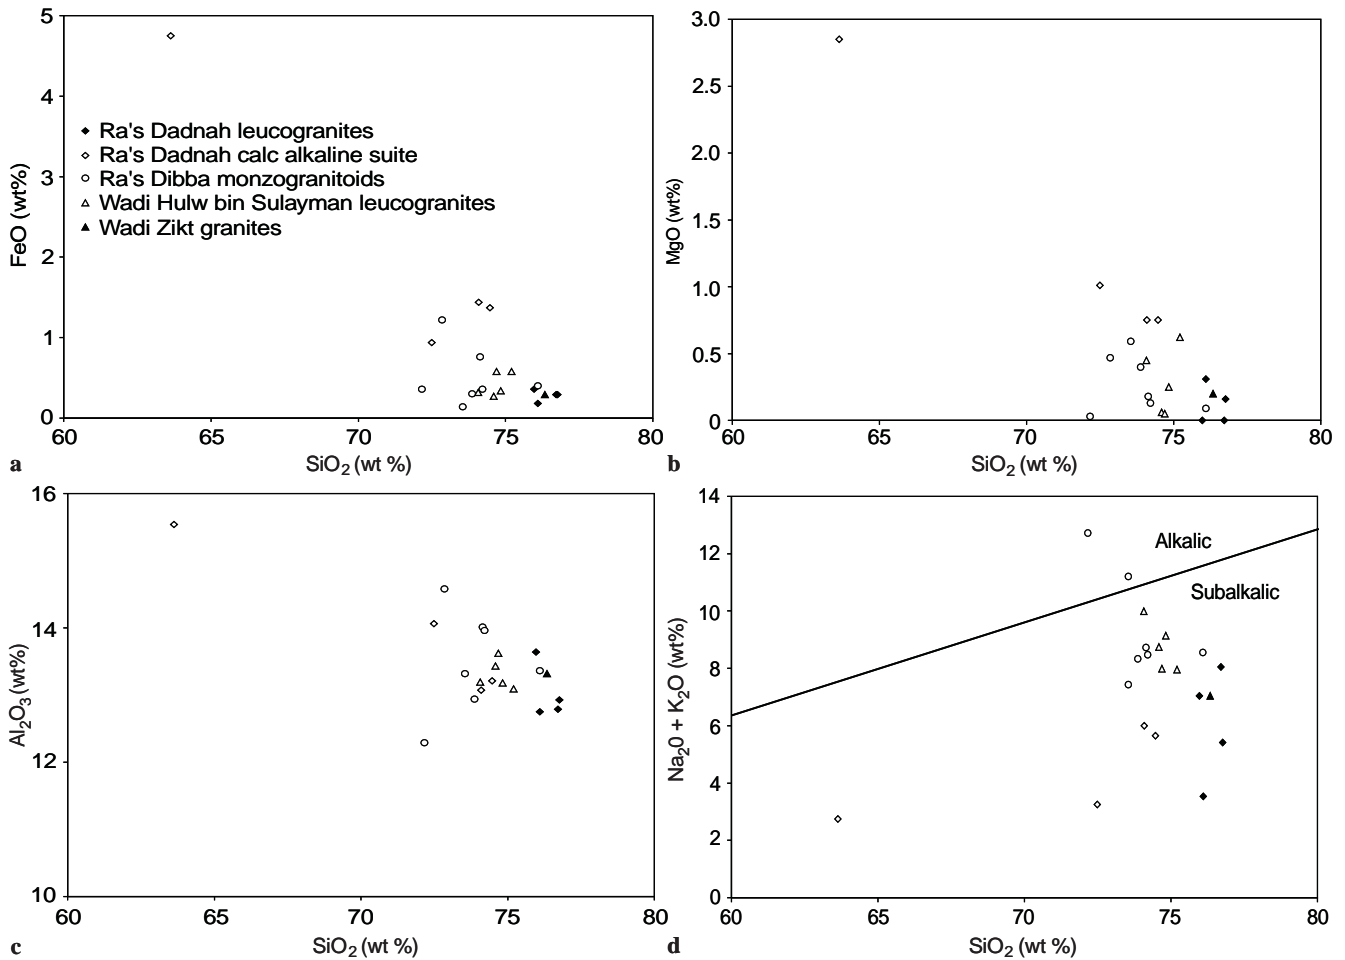 5
4
3
2
1
0
FeO (wt%)
Ra's Dadnah leucogranites
Ra's Dadnah calc alkaline suite
Ra's Dibba monzogranitoids
Wadi Hulw bin Sulayman leucogranites
Wadi Zikt granites
60 65 70 75 80
SiO2 (wt %)
a
3.0
2.5
2.0
1.5
1.0
0.5
0
MgO (wt%)
60 65 70 75 80
SiO2 (wt %)
b
16
14
12
10
Al2O3 (wt%)
60 65 70 75 80
SiO2 (wt %)
c
14
12
10
8
6
4
2
0
Na20 + K2O (wt%)
Alkalic
Subalkalic
60 65 70 75 80
SiO2 (wt %)
d